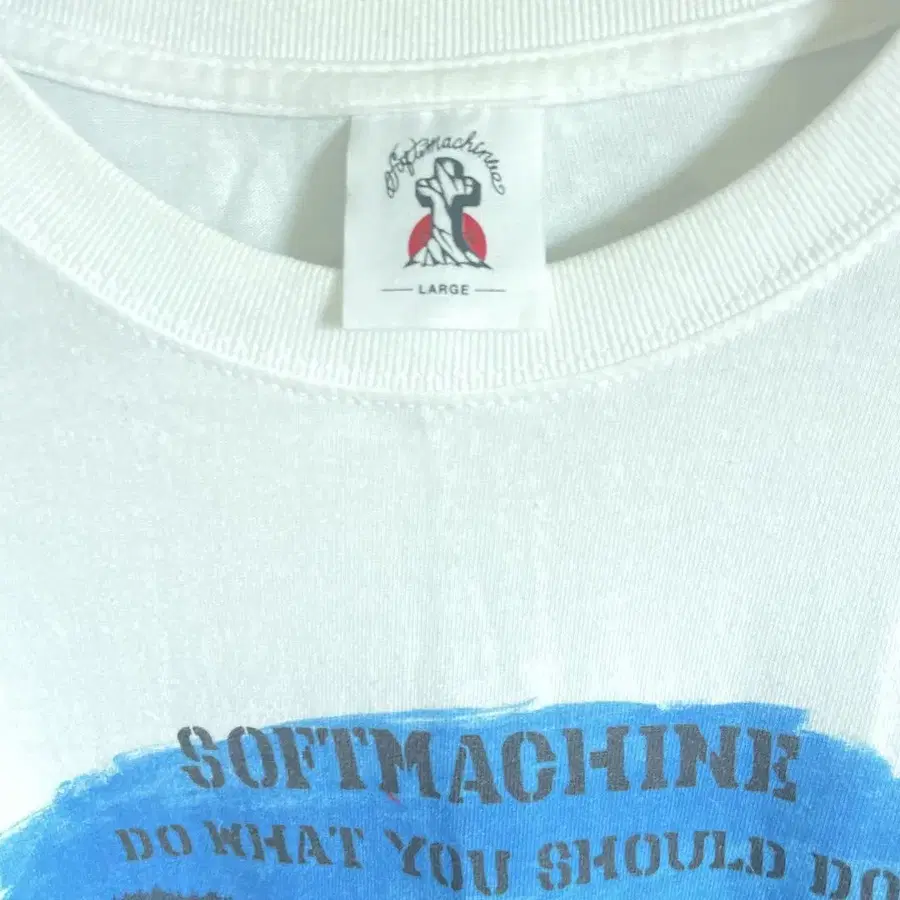 Softmachine
LARGE
SOFTMACHINE
DO WHAT YOU SHOULD DO